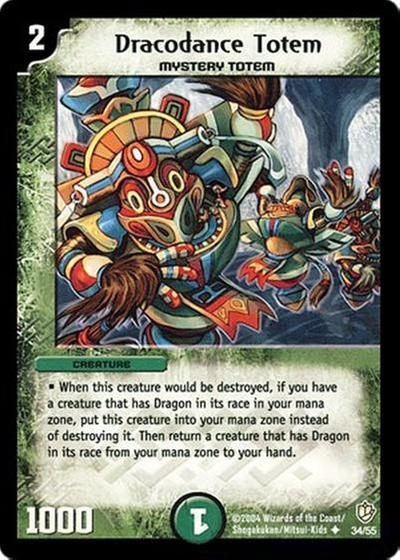 2
Dracodance Totem
MYSTERY TOTEM
CREATURE
▪ When this creature would be destroyed, if you have
a creature that has Dragon in its race in your mana
zone, put this creature into your mana zone instead
of destroying it. Then return a creature that has Dragon
in its race from your mana zone to your hand.
1000
1
©2004 Wizards of the Coast/
Shogakukan/Mitsui-Kids ♦ 34/55